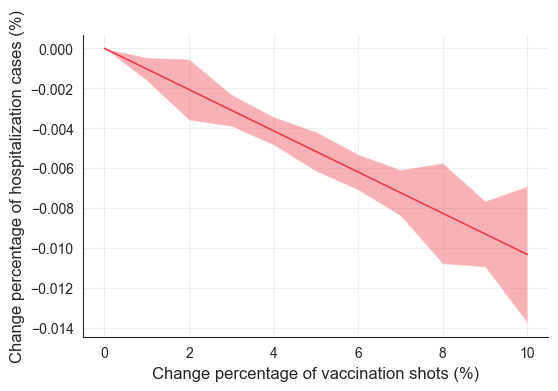 Change percentage of hospitalization cases (%)
0.000
−0.002
−0.004
−0.006
−0.008
−0.010
−0.012
−0.014
0 2 4 6 8 10
Change percentage of vaccination shots (%)